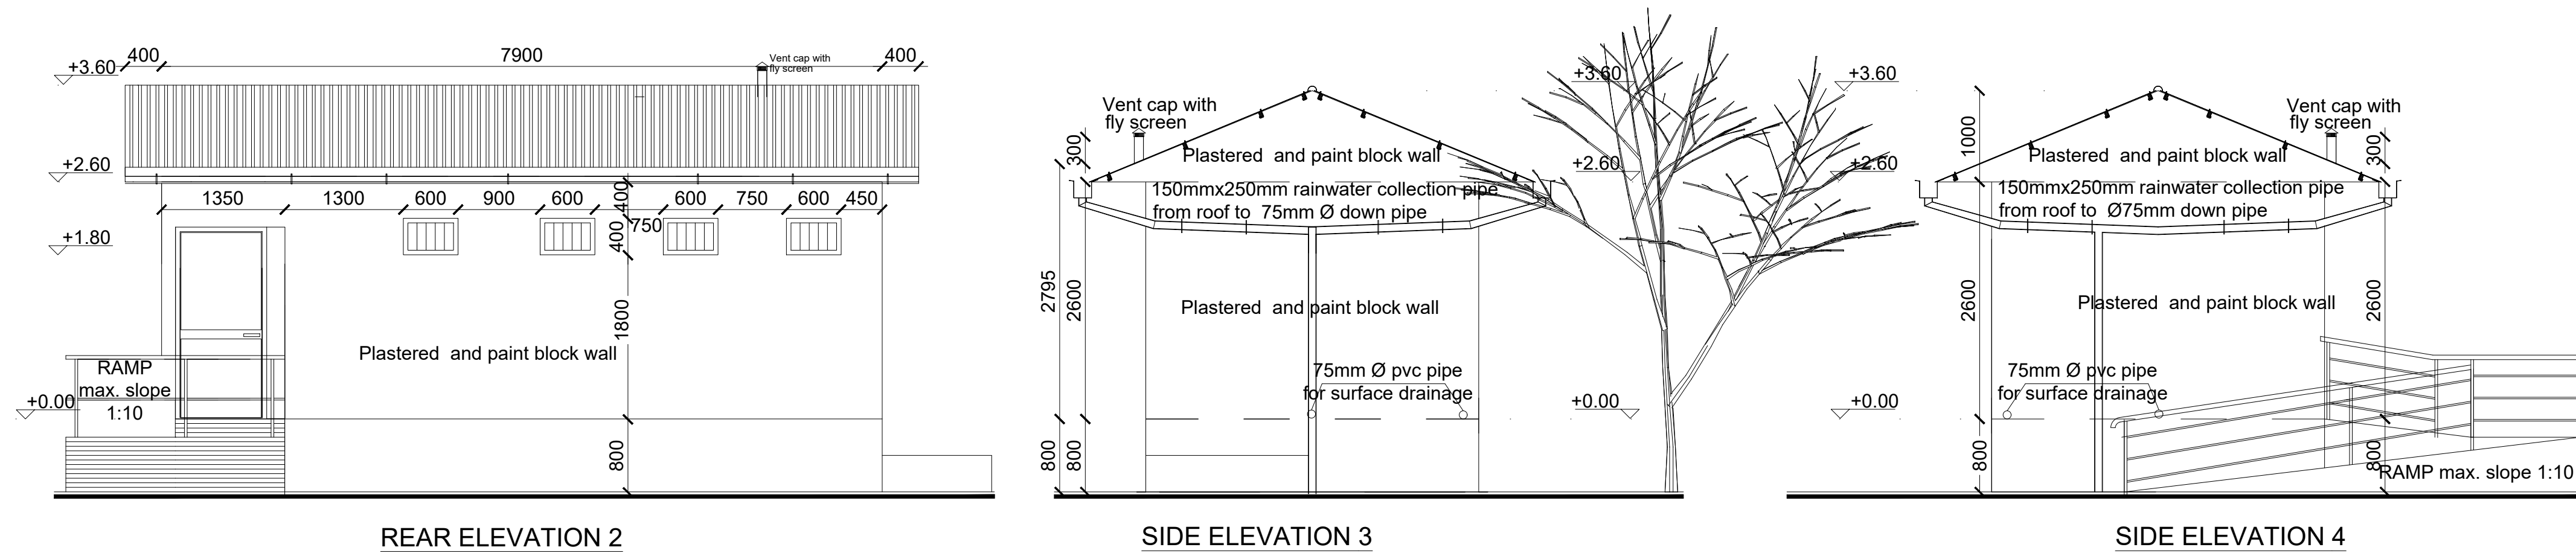 400 7900 400
+3.60
Vent cap with
fly screen
+2.60
1350 1300 600 900 600 400 600 750 600 450
400 750
+1.80
1800
Plastered and paint block wall
RAMP
max. slope
1:10
+0.00
800
REAR ELEVATION 2
+3.60
Vent cap with
fly screen
300
Plastered and paint block wall
+2.60
150mmx250mm rainwater collection pipe
from roof to 75mm Ø down pipe
2795 2600
Plastered and paint block wall
75mm Ø pvc pipe
for surface drainage
+0.00
800 800
SIDE ELEVATION 3
+3.60
Vent cap with
fly screen
1000
300
Plastered and paint block wall
+2.60
150mmx250mm rainwater collection pipe
from roof to Ø75mm down pipe
2600 2600
Plastered and paint block wall
75mm Ø pvc pipe
for surface drainage
+0.00
800 800
RAMP max. slope 1:10
SIDE ELEVATION 4